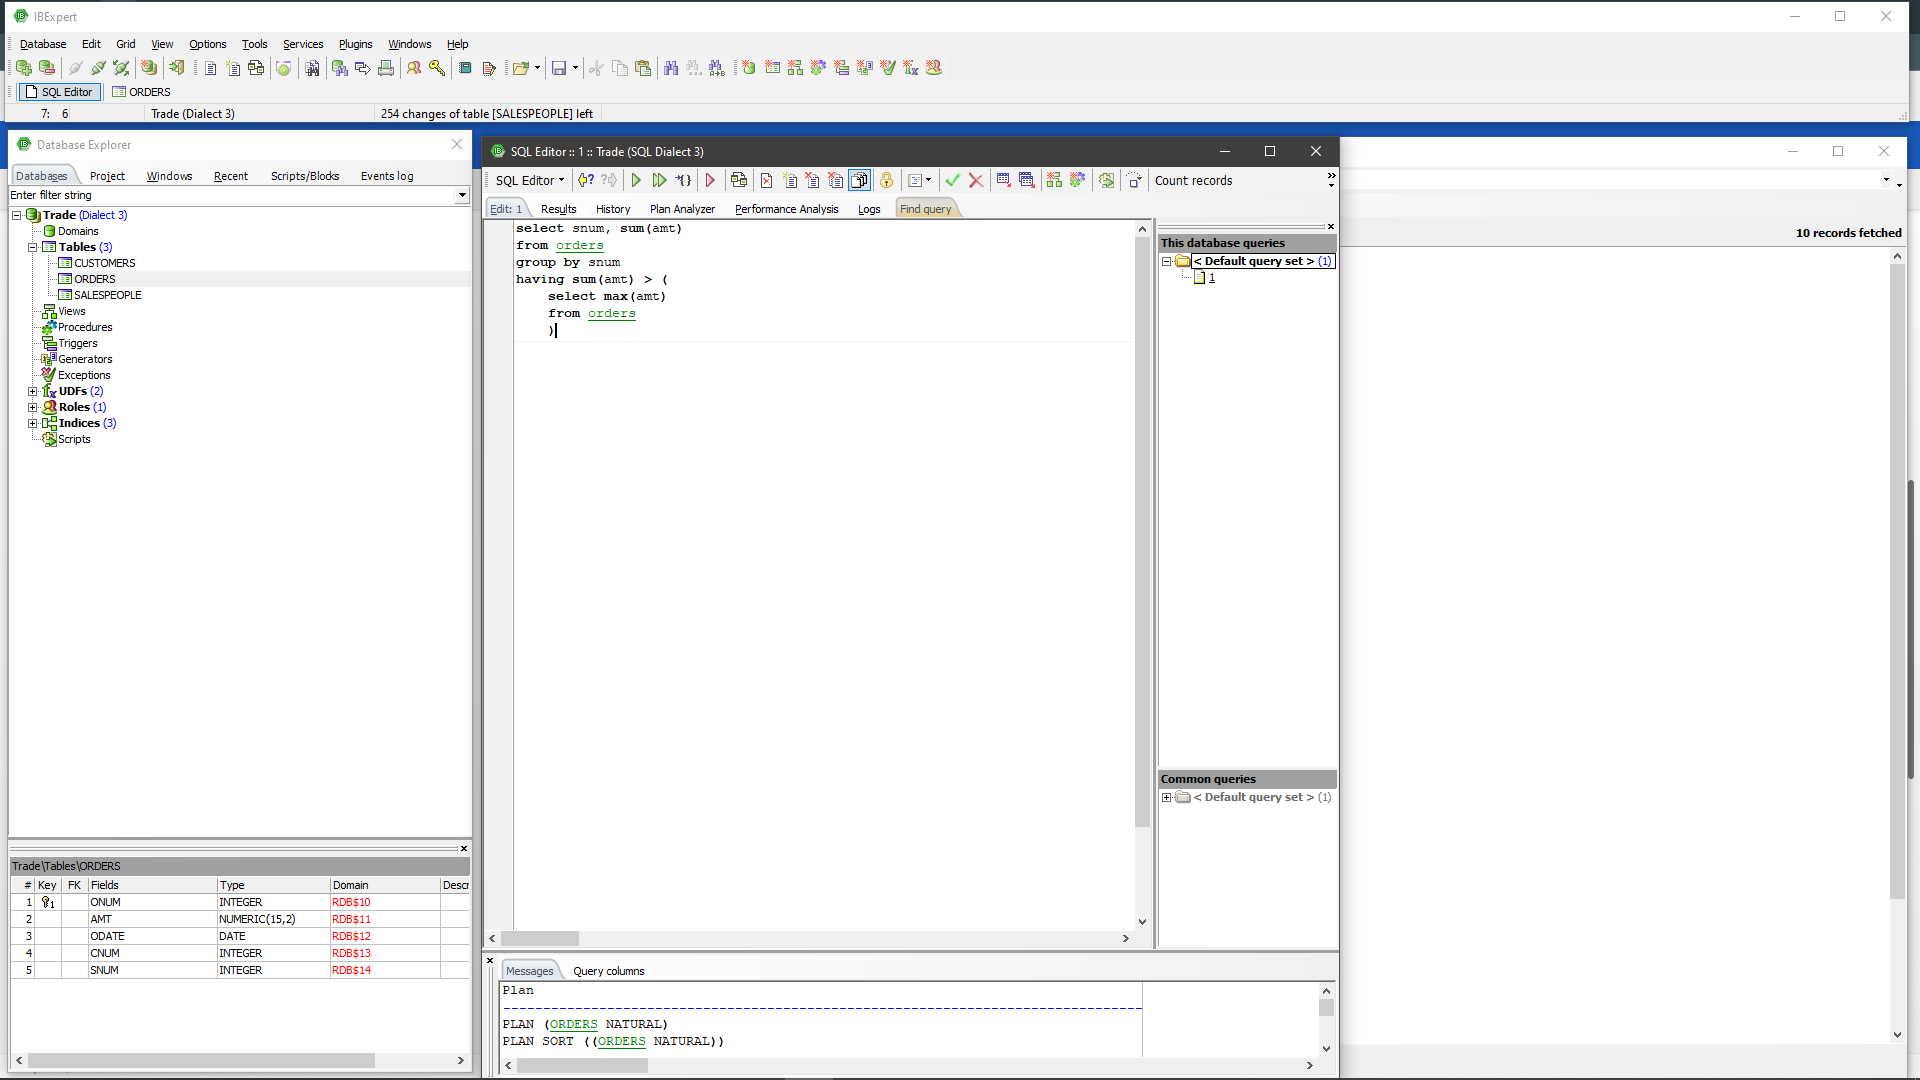 IBExpert
Database Edit Grid View Options Tools Services Plugins Windows Help
SQL Editor ORDERS
7: 6 Trade (Dialect 3) 254 changes of table [SALESPEOPLE] left
Database Explorer
Databases Project Windows Recent Scripts/Blocks Events log
Enter filter string
Trade (Dialect 3)
Domains
Tables (3)
CUSTOMERS
ORDERS
SALESPEOPLE
Views
Procedures
Triggers
Generators
Exceptions
UDFs (2)
Roles (1)
Indices (3)
Scripts
Trade\Tables\ORDERS
# Key FK Fields Type Domain Descr
1 1 ONUM INTEGER RDB$10
2 AMT NUMERIC(15,2) RDB$11
3 ODATE DATE RDB$12
4 CNUM INTEGER RDB$13
5 SNUM INTEGER RDB$14
SQL Editor :: 1 :: Trade (SQL Dialect 3)
SQL Editor Count records
Edit: 1 Results History Plan Analyzer Performance Analysis Logs Find query
select snum, sum(amt)
from orders
group by snum
having sum(amt) > (
select max(amt)
from orders
)
This database queries
< Default query set > (1)
1
Common queries
< Default query set > (1)
Messages Query columns
Plan
--------------------------------------------------------------------------------
PLAN (ORDERS NATURAL)
PLAN SORT ((ORDERS NATURAL))
10 records fetched